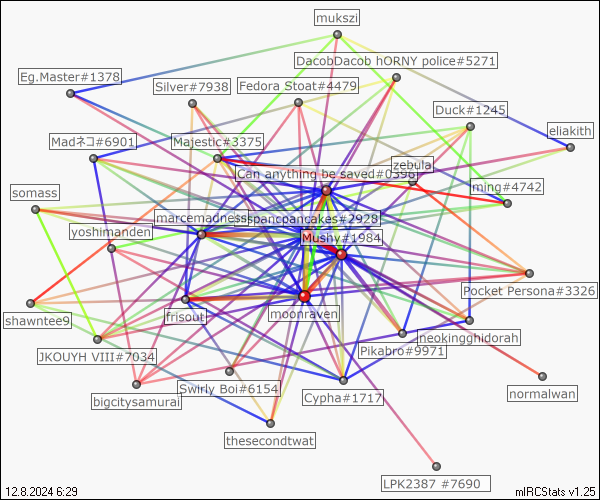 mukszi
DacobDacob hORNY police#5271
Eg.Master#1378
Silver#7938
Fedora Stoat#4479
Duck#1245
eliakith
Madネコ#6901
Majestic#3375
zebula
Can anything be saved#0396
ming#4742
somass
marcemadness
spancpancakes#2928
yoshimanden
Mushy#1984
Pocket Persona#3326
shawntee9
frisout
moonraven
neokingghidorah
JKOUYH VIII#7034
Pikabro#9971
Swirly Boi#6154
normalwan
bigcitysamurai
Cypha#1717
thesecondtwat
LPK2387 #7690
12.8.2024 6:29
mIRCStats v1.25